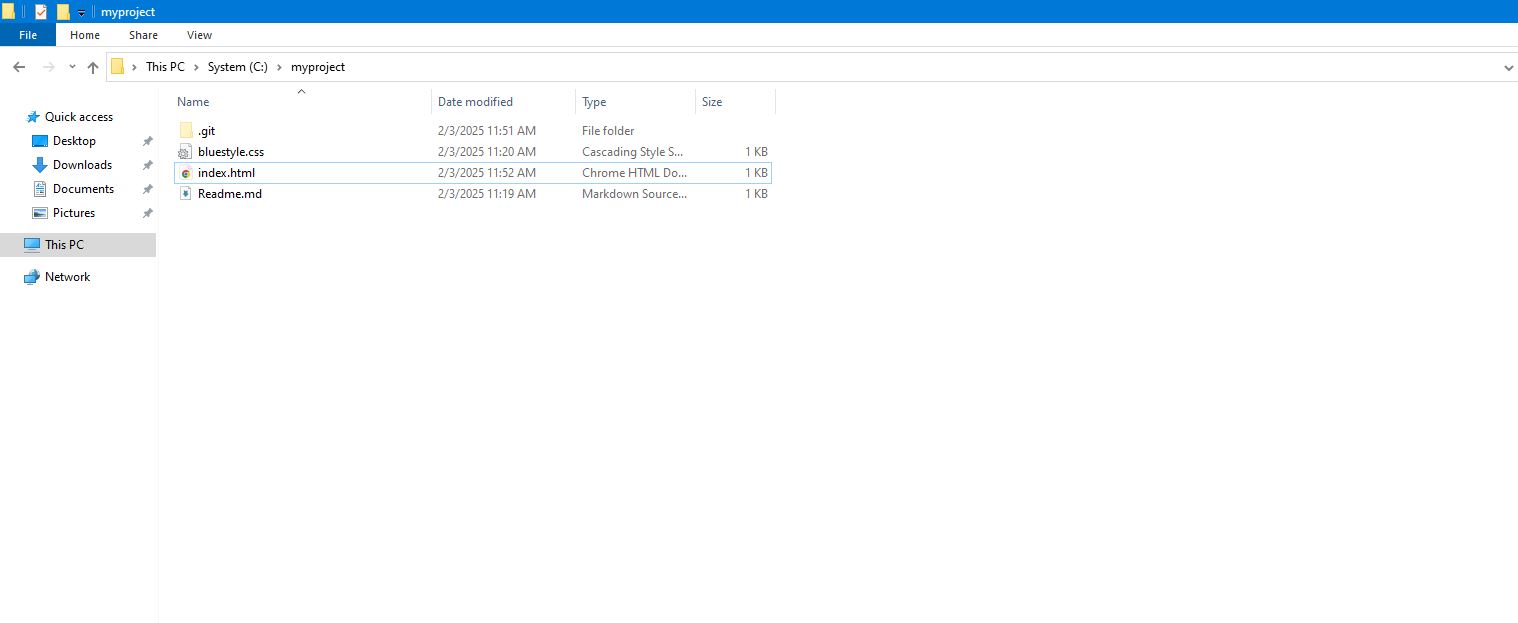 myproject
File Home Share View
This PC System (C:) myproject
Name Date modified Type Size
Quick access
Desktop
Downloads
Documents
Pictures
This PC
Network
.git 2/3/2025 11:51 AM File folder
bluestyle.css 2/3/2025 11:20 AM Cascading Style S... 1 KB
index.html 2/3/2025 11:52 AM Chrome HTML Do... 1 KB
Readme.md 2/3/2025 11:19 AM Markdown Source... 1 KB